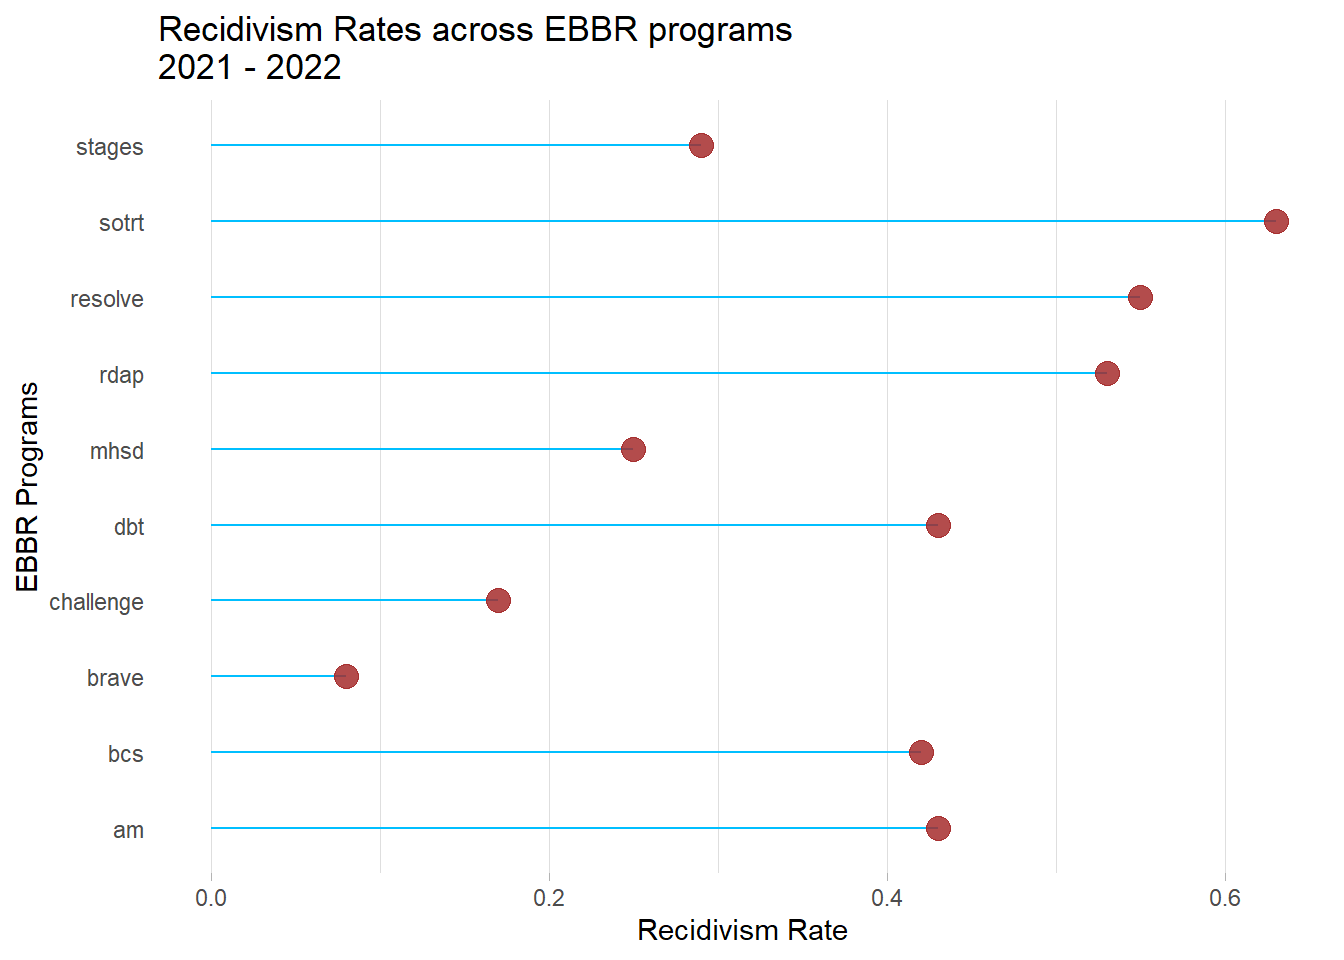 Recidivism Rates across EBBR programs
2021 - 2022
stages
sotrt
resolve
rdap
mhsd
dbt
challenge
brave
bcs
am
EBBR Programs
0.0
0.2
0.4
0.6
Recidivism Rate